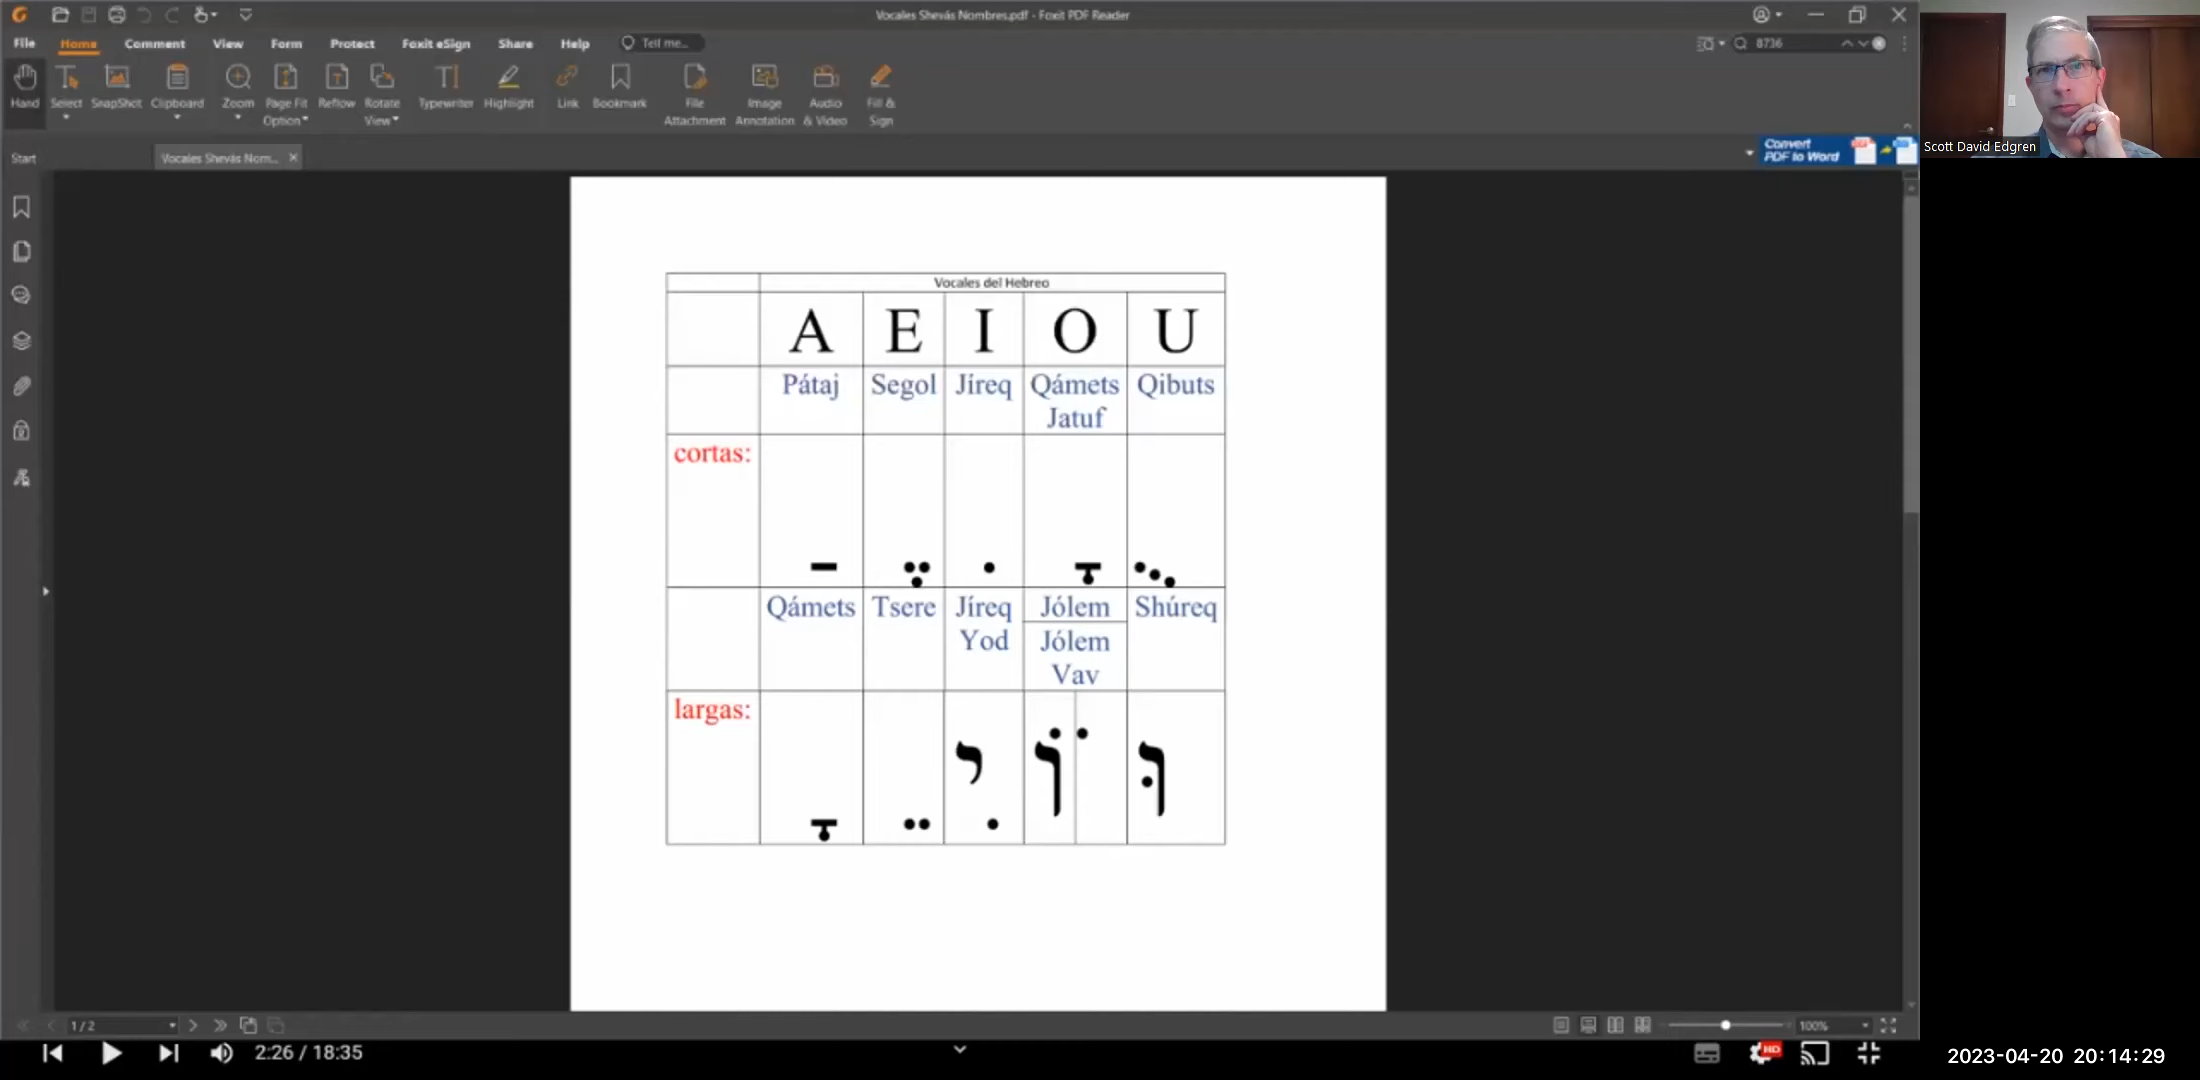 Vocales Shevás Nombres.pdf - Foxit PDF Reader
File Home Comment View Form Protect Foxit eSign Share Help Tell me...
8736
Hand Select SnapShot Clipboard Zoom Page Fit Option Reflow Rotate View Typewriter Highlight Link Bookmark File Attachment Image Annotation Audio & Video Fill & Sign
Scott David Edgren
Start
Vocales Shevás Nom...
Convert
PDF to Word
Vocales del Hebreo
A E I O U
Pátaj Segol Jíreq Qámets Jatuf Qibuts
cortas:
Qámets Tsere Jíreq Yod Jólem Shúreq
Jólem Vav
largas:
י וֹ וּ
1 / 2
100%
2:26 / 18:35
HD
2023-04-20 20:14:29